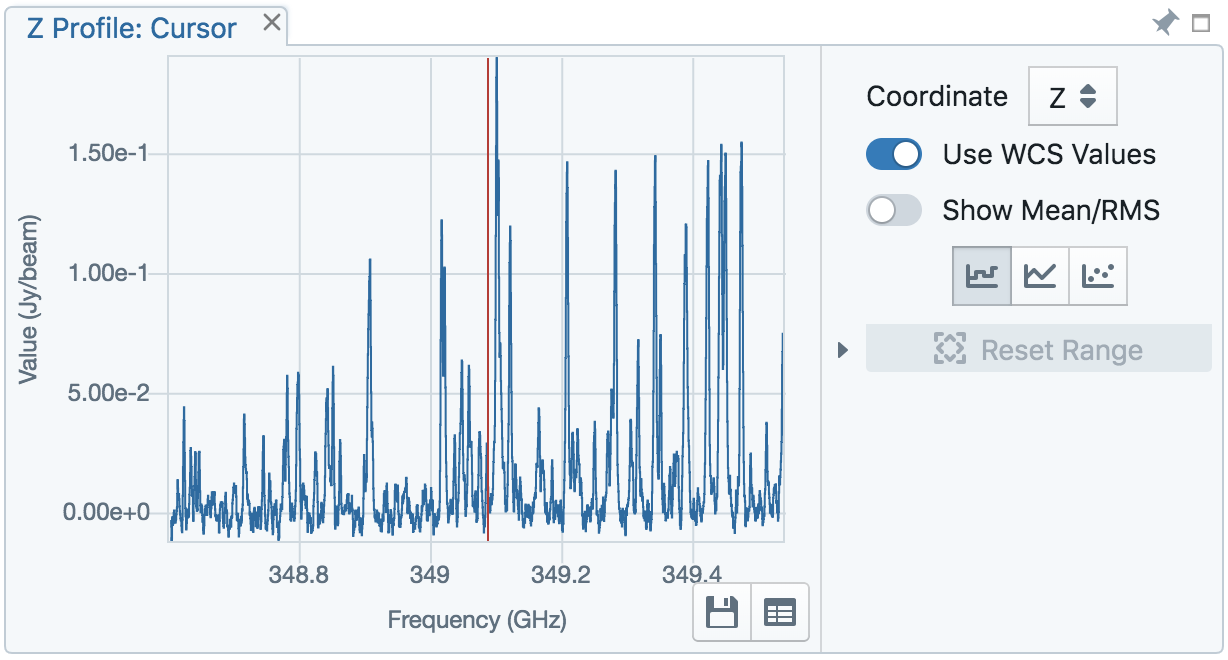 Z Profile: Cursor
Value (Jy/beam)
1.50e-1
1.00e-1
5.00e-2
0.00e+0
348.8 349 349.2 349.4
Frequency (GHz)
Coordinate Z
Use WCS Values
Show Mean/RMS
Reset Range